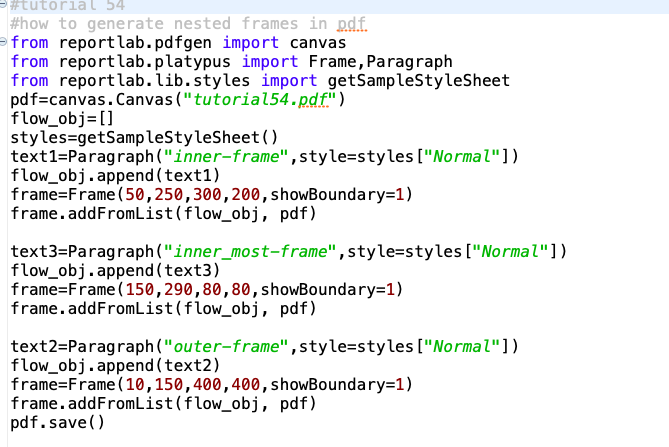 #tutorial 54
#how to generate nested frames in pdf
from reportlab.pdfgen import canvas
from reportlab.platypus import Frame,Paragraph
from reportlab.lib.styles import getSampleStyleSheet
pdf=canvas.Canvas("tutorial54.pdf")
flow_obj=[]
styles=getSampleStyleSheet()
text1=Paragraph("inner-frame",style=styles["Normal"])
flow_obj.append(text1)
frame=Frame(50,250,300,200,showBoundary=1)
frame.addFromList(flow_obj, pdf)

text3=Paragraph("inner_most-frame",style=styles["Normal"])
flow_obj.append(text3)
frame=Frame(150,290,80,80,showBoundary=1)
frame.addFromList(flow_obj, pdf)

text2=Paragraph("outer-frame",style=styles["Normal"])
flow_obj.append(text2)
frame=Frame(10,150,400,400,showBoundary=1)
frame.addFromList(flow_obj, pdf)
pdf.save()